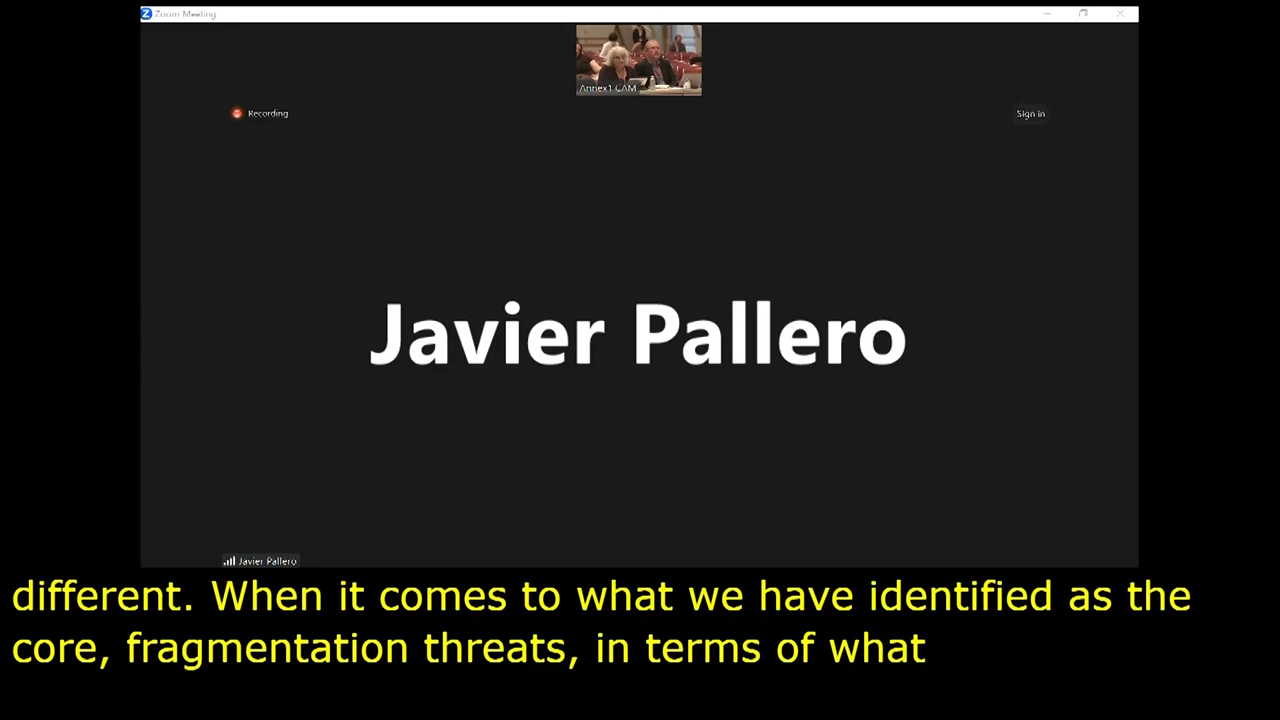 Zoom Meeting
Annex1 CAM
Recording
Sign in
Javier Pallero
Javier Pallero
different. When it comes to what we have identified as the
core, fragmentation threats, in terms of what